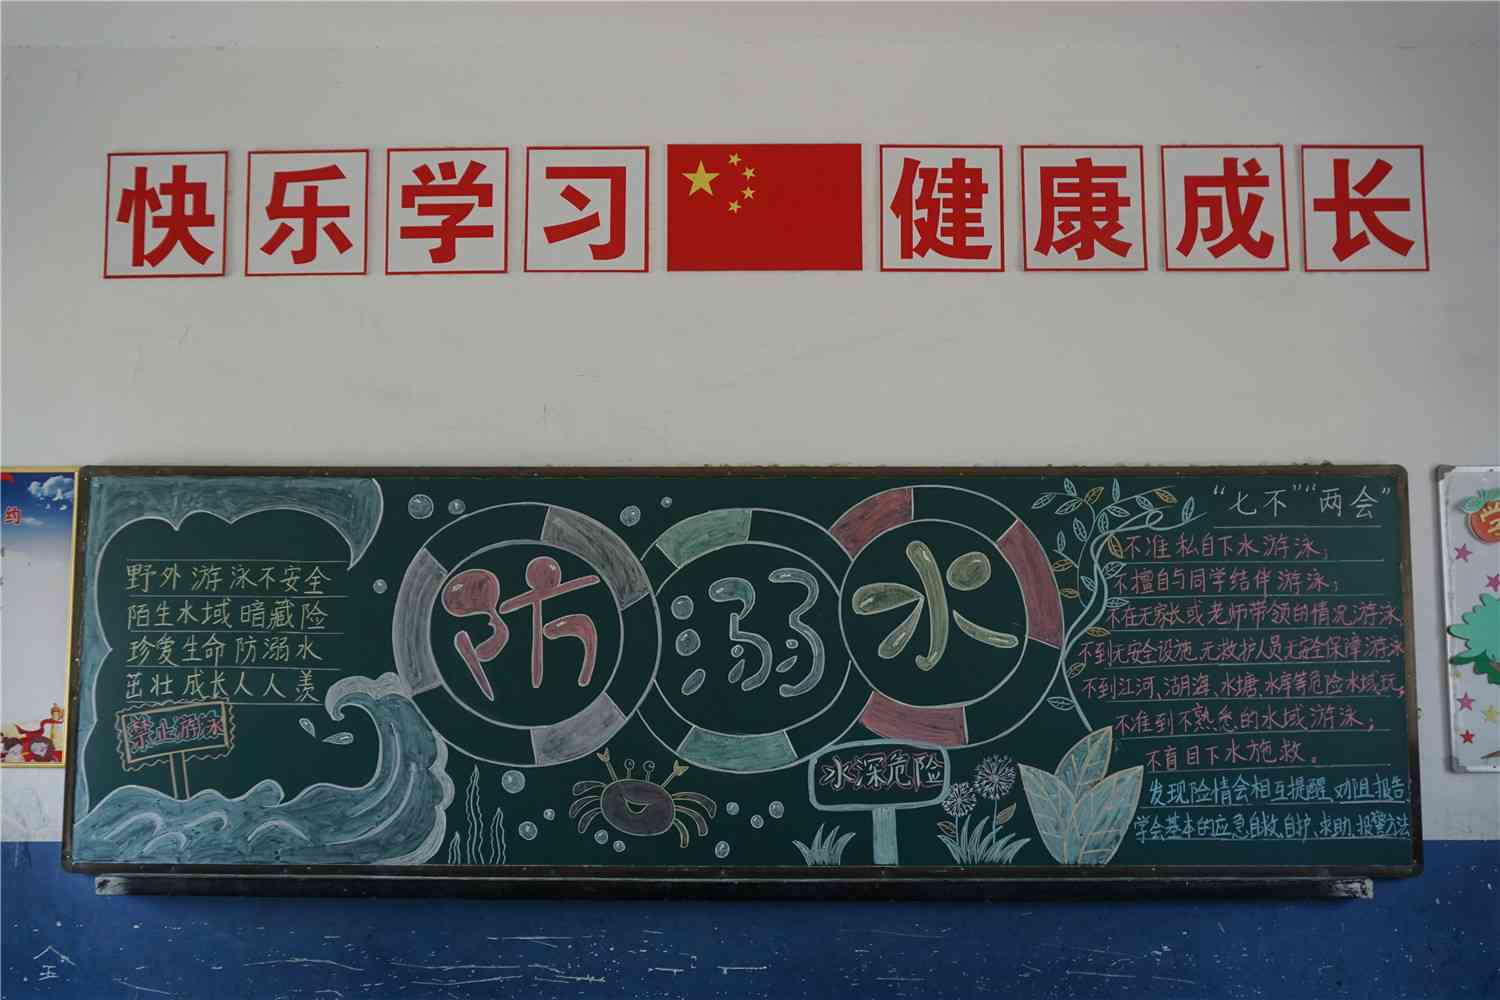 快乐学习 健康成长
约
野外游泳不安全
陌生水域暗藏险
珍爱生命防溺水
茁壮成长人人羡
禁止游泳
防溺水
水深危险
“七不”“两会”
不准私自下水游泳；
不擅自与同学结伴游泳；
不在无家长或老师带领的情况游泳
不到无安全设施、无救护人员无安全保障游泳
不到江河、湖海、水塘、水库等危险水域玩；
不准到不熟悉的水域游泳；
不盲目下水施救。
发现险情会相互提醒、劝阻、报告！
学会基本的应急自救、自护、求助、报警方法
学